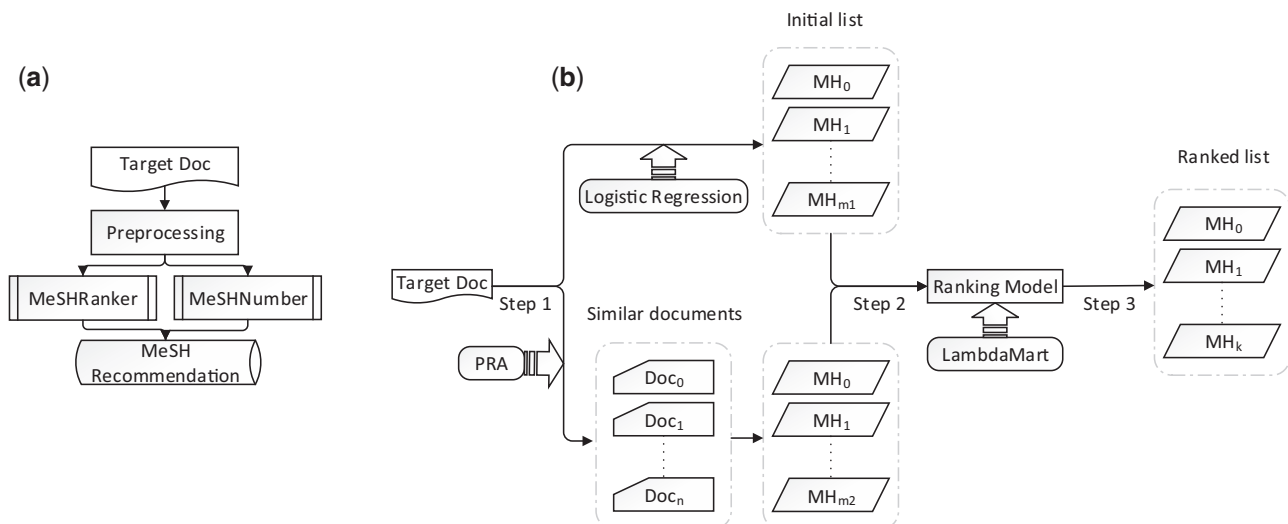 (a)
Target Doc
Preprocessing
MeSHRanker
MeSHNumber
MeSH
Recommendation
(b)
Initial list
MH0
MH1
MHm1
Logistic Regression
Target Doc
Step 1
PRA
Similar documents
Doc0
Doc1
Docn
MH0
MH1
MHm2
Step 2
Ranking Model
LambdaMart
Step 3
Ranked list
MH0
MH1
MHk